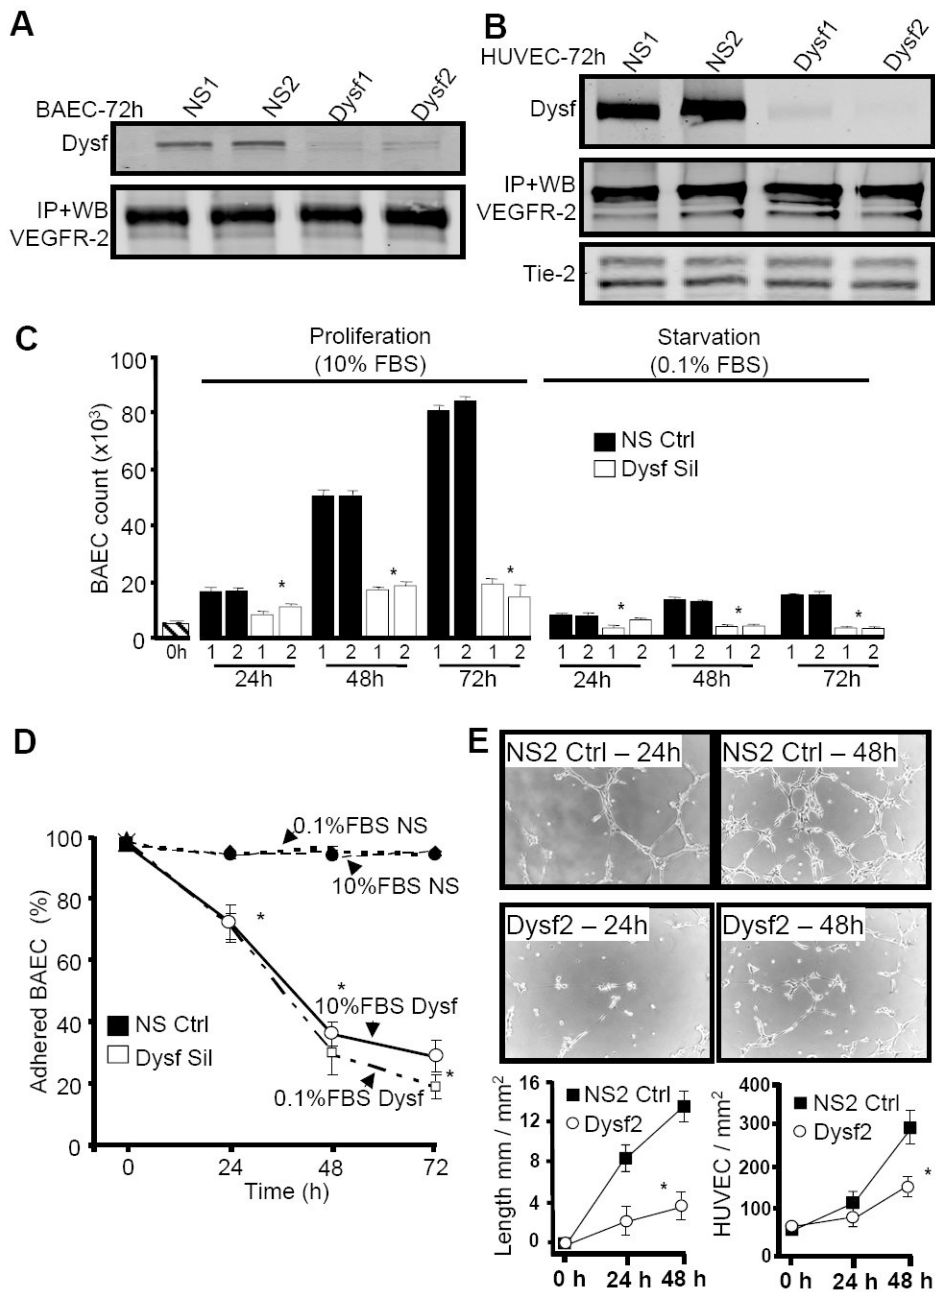 A
BAEC-72h
NS1
NS2
Dysf1
Dysf2
Dysf
IP+WB
VEGFR-2
B
HUVEC-72h
NS1
NS2
Dysf1
Dysf2
Dysf
IP+WB
VEGFR-2
Tie-2
C
Proliferation
(10% FBS)
Starvation
(0.1% FBS)
NS Ctrl
Dysf Sil
BAEC count (x10³)
100
80
60
40
20
0
0h
1 2 1 2 1 2 1 2 1 2 1 2
1 2 1 2 1 2 1 2 1 2 1 2
24h 48h 72h 24h 48h 72h
* * * * * *
D
Adhered BAEC (%)
100
80
60
40
20
0
0.1%FBS NS
10%FBS NS
*
*
10%FBS Dysf
*
0.1%FBS Dysf
NS Ctrl
Dysf Sil
0 24 48 72
Time (h)
E
NS2 Ctrl – 24h
NS2 Ctrl – 48h
Dysf2 – 24h
Dysf2 – 48h
Length mm / mm²
16
12
8
4
0
NS2 Ctrl
Dysf2
*
0 h 24 h 48 h
HUVEC / mm²
400
300
200
100
0
NS2 Ctrl
Dysf2
*
0 h 24 h 48 h